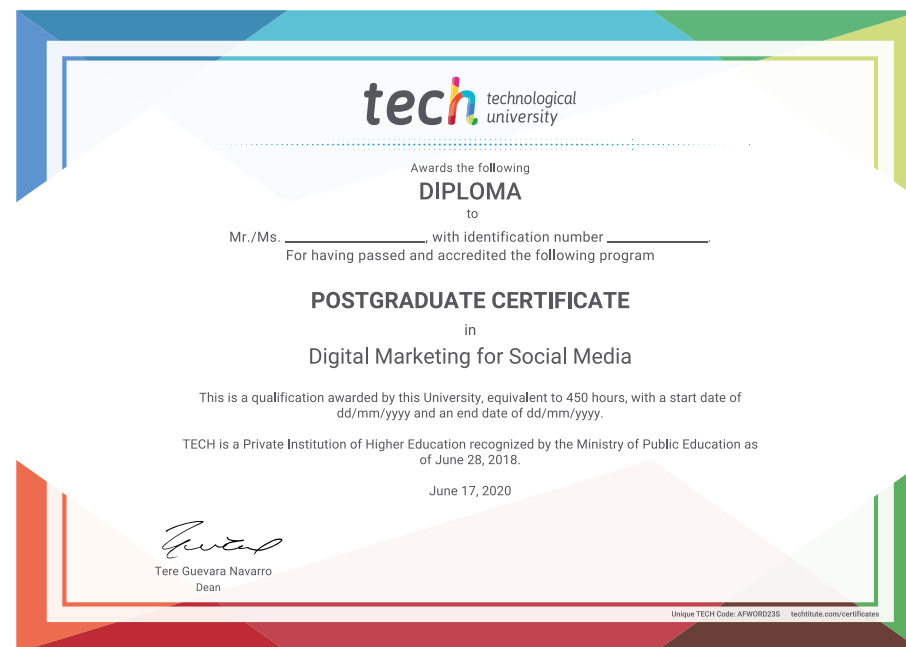 tech technological
university
Awards the following
DIPLOMA
to
Mr./Ms. ____________________, with identification number ______________.
For having passed and accredited the following program
POSTGRADUATE CERTIFICATE
in
Digital Marketing for Social Media
This is a qualification awarded by this University, equivalent to 450 hours, with a start date of
dd/mm/yyyy and an end date of dd/mm/yyyy.
TECH is a Private Institution of Higher Education recognized by the Ministry of Public Education as
of June 28, 2018.
June 17, 2020
Tere Guevara Navarro
Dean
Unique TECH Code: AFWORD23S techtitute.com/certificates